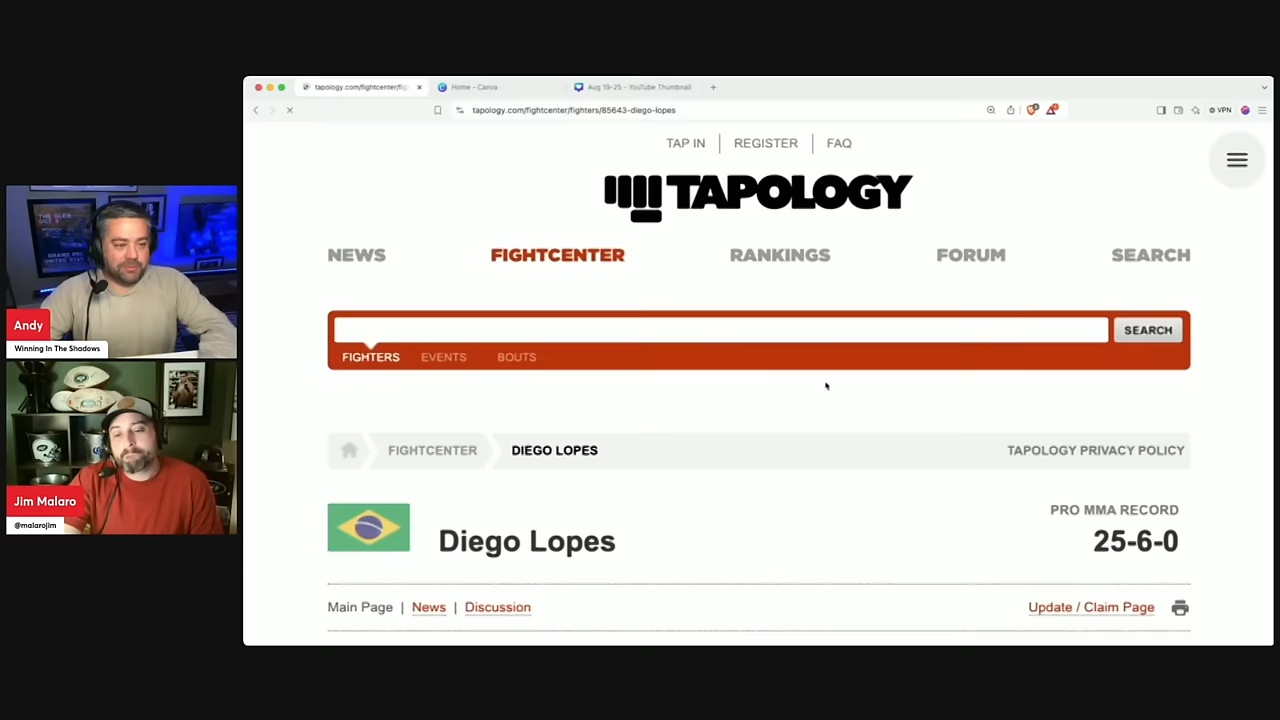 tapology.com/fightcenter/fig
Home - Canva
Aug 19-25 - YouTube Thumbnail
tapology.com/fightcenter/fighters/85643-diego-lopes
VPN
TAP IN | REGISTER | FAQ
TAPOLOGY
NEWS
FIGHTCENTER
RANKINGS
FORUM
SEARCH
SEARCH
FIGHTERS
EVENTS
BOUTS
FIGHTCENTER
DIEGO LOPES
TAPOLOGY PRIVACY POLICY
Diego Lopes
PRO MMA RECORD
25-6-0
Main Page | News | Discussion
Update / Claim Page
Andy
Winning In The Shadows
Jim Malaro
@malarojim